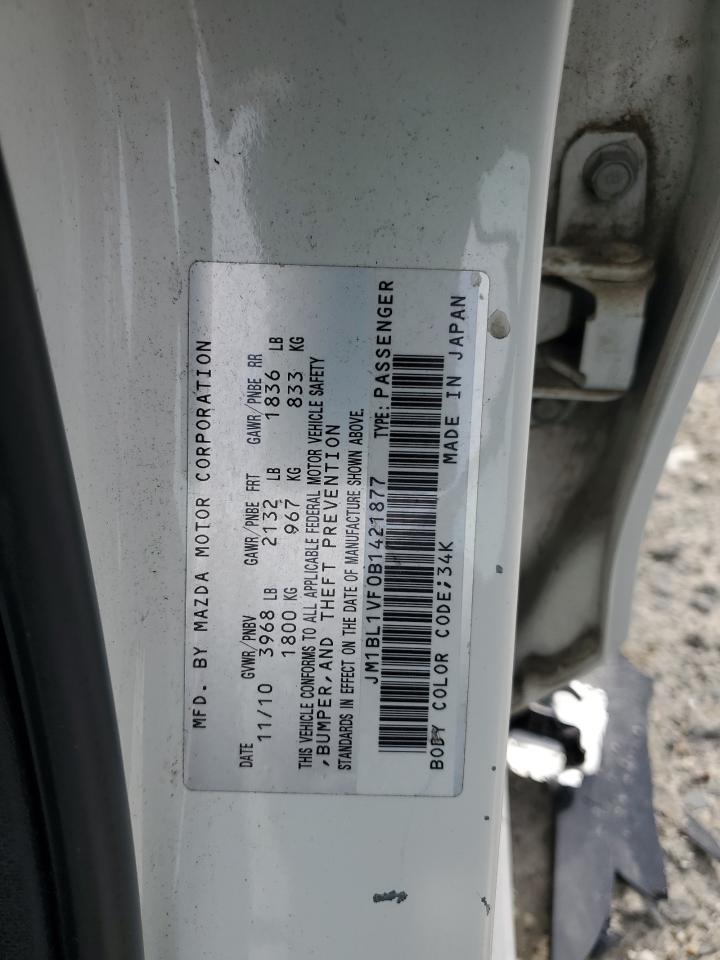 MFD. BY MAZDA MOTOR CORPORATION
DATE GVWR/PNBV GAWR/PNBE FRT GAWR/PNBE RR
11/10 3968 LB 2132 LB 1836 LB
1800 KG 967 KG 833 KG
THIS VEHICLE CONFORMS TO ALL APPLICABLE FEDERAL MOTOR VEHICLE SAFETY
,BUMPER,AND THEFT PREVENTION
STANDARDS IN EFFECT ON THE DATE OF MANUFACTURE SHOWN ABOVE.
JM1BL1VF0B1421877 TYPE: PASSENGER
BODY COLOR CODE;34K MADE IN JAPAN